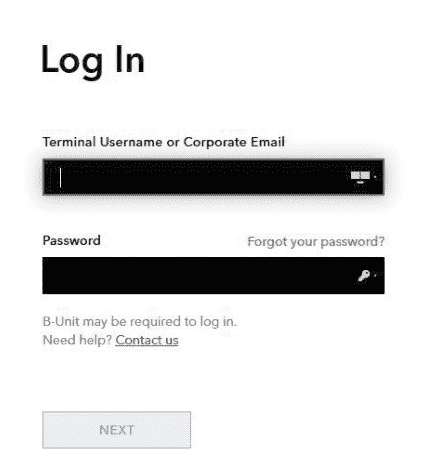 Log In
Terminal Username or Corporate Email
Password
Forgot your password?
B-Unit may be required to log in.
Need help? Contact us
NEXT